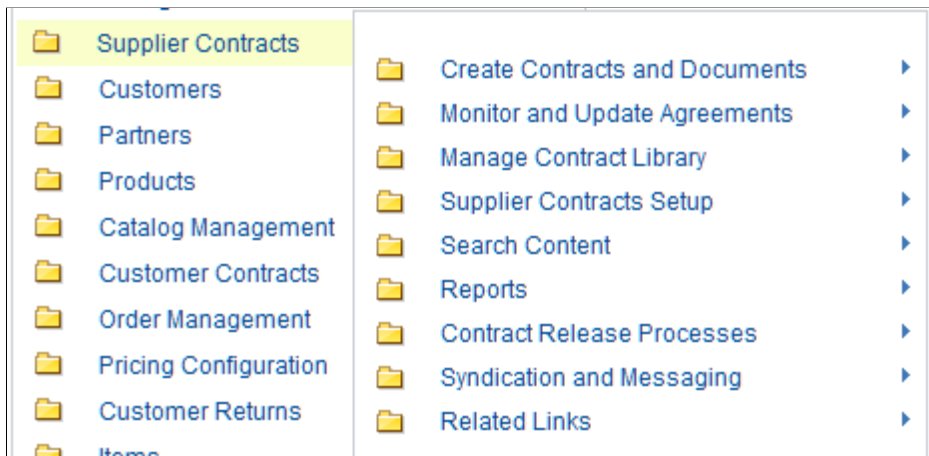 Supplier Contracts
Customers
Partners
Products
Catalog Management
Customer Contracts
Order Management
Pricing Configuration
Customer Returns
Items
Create Contracts and Documents
Monitor and Update Agreements
Manage Contract Library
Supplier Contracts Setup
Search Content
Reports
Contract Release Processes
Syndication and Messaging
Related Links